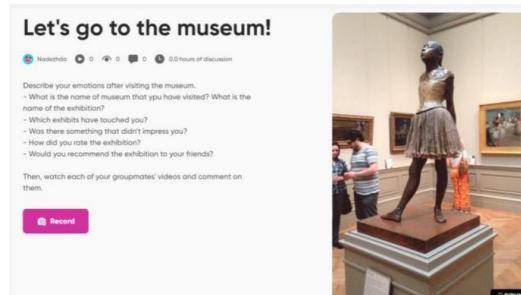 Let's go to the museum!
Nadezhda 0 0 0 0.0 hours of discussion
Describe your emotions after visiting the museum.
- What is the name of museum that ypu have visited? What is the
name of the exhibition?
- Which exhibits have touched you?
- Was there something that didn't impress you?
- How did you rate the exhibition?
- Would you recommend the exhibition to your friends?
Then, watch each of your groupmates' videos and comment on
them.
Record